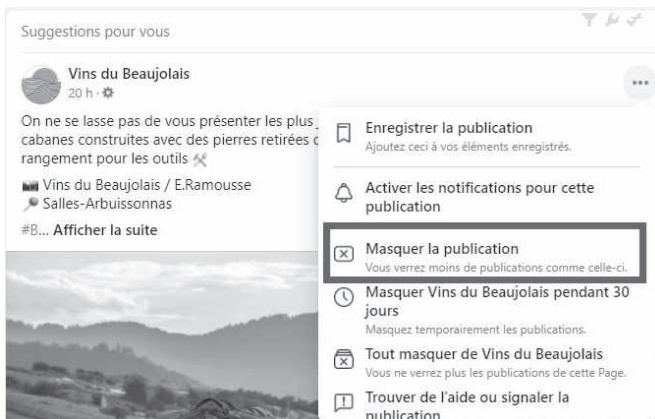 Suggestions pour vous
Vins du Beaujolais
20 h ·
On ne se lasse pas de vous présenter les plus
cabanes construites avec des pierres retirées
rangement pour les outils
Vins du Beaujolais / E.Ramousse
Salles-Arbuissonnas
#B... Afficher la suite
...
Enregistrer la publication
Ajoutez ceci à vos éléments enregistrés.
Activer les notifications pour cette
publication
Masquer la publication
Vous verrez moins de publications comme celle-ci.
Masquer Vins du Beaujolais pendant 30
jours
Masquez temporairement les publications.
Tout masquer de Vins du Beaujolais
Vous ne verrez plus les publications de cette Page.
Trouver de l'aide ou signaler la
publication